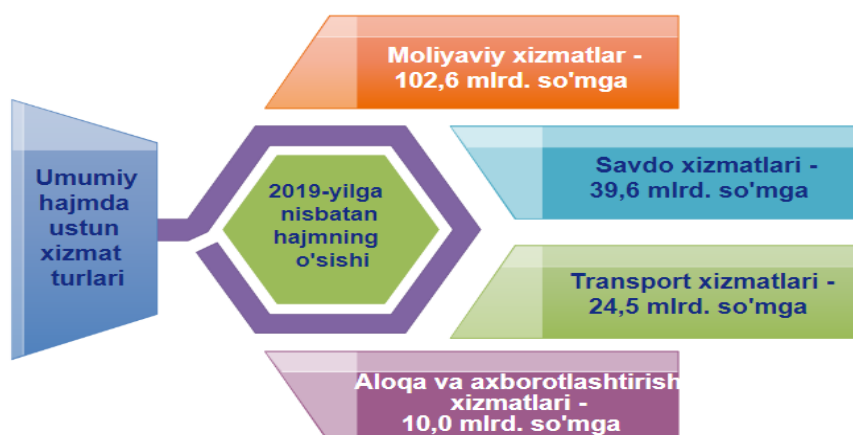 Umumiy
hajmda
ustun
xizmat
turlari
2019-yilga
nisbatan
hajmning
o'sishi
Moliyaviy xizmatlar -
102,6 mlrd. so'mga
Savdo xizmatlari -
39,6 mlrd. so'mga
Transport xizmatlari -
24,5 mlrd. so'mga
Aloqa va axborotlashtirish
xizmatlari -
10,0 mlrd. so'mga